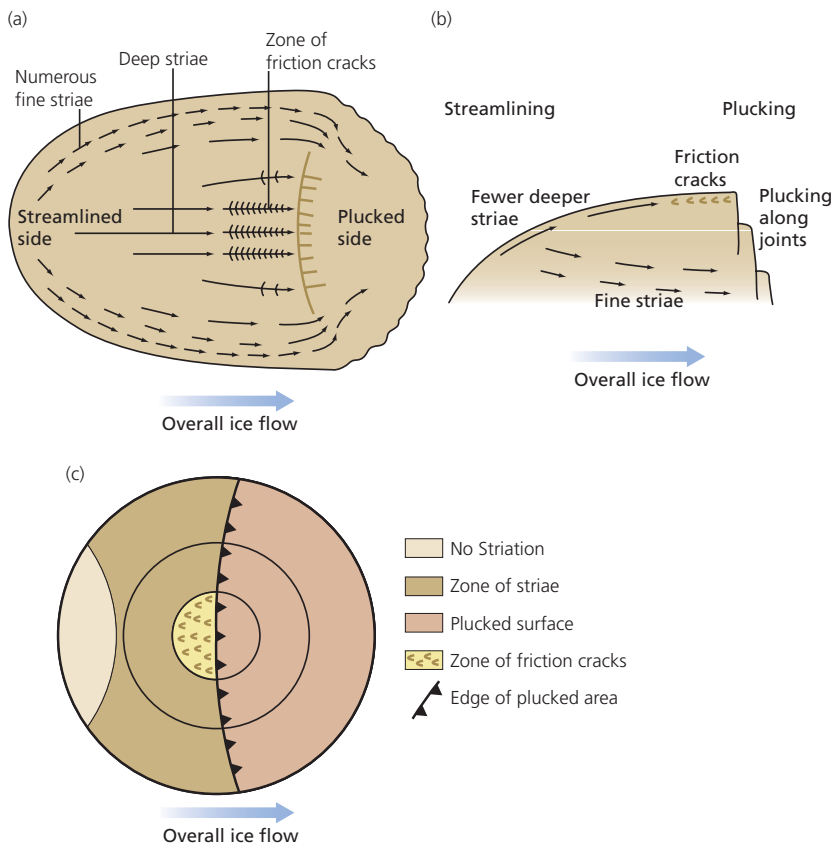 (a)
Numerous
fine striae
Deep striae
Zone of
friction cracks
Streamlined
side
Plucked
side
Overall ice flow
(b)
Streamlining
Plucking
Fewer deeper
striae
Friction
cracks
Plucking
along
joints
Fine striae
Overall ice flow
(c)
No Striation
Zone of striae
Plucked surface
Zone of friction cracks
Edge of plucked area
Overall ice flow